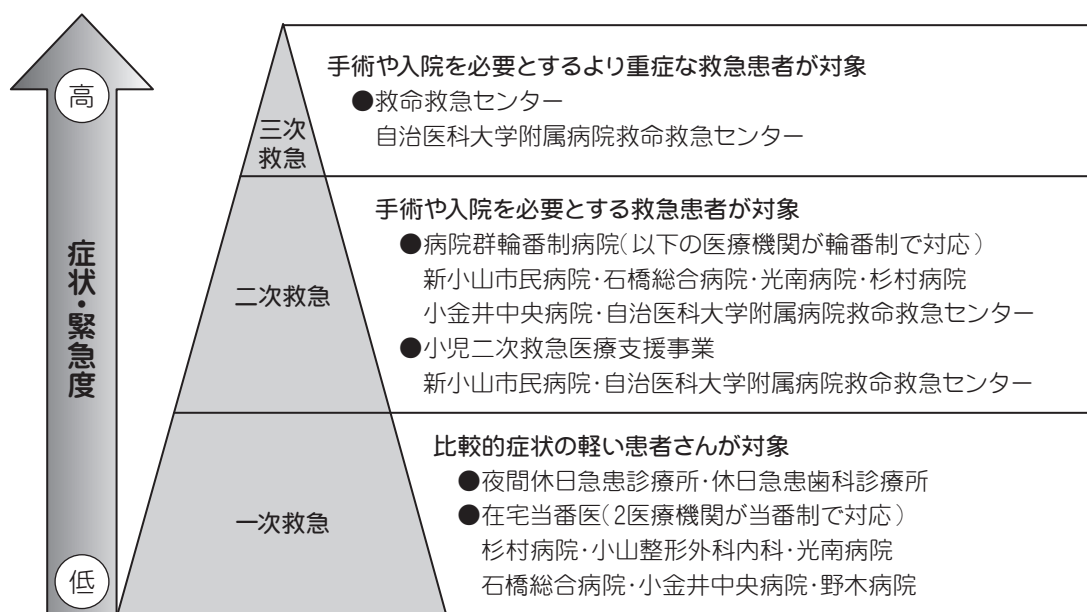 高
症状・緊急度
低
三次
救急
手術や入院を必要とするより重症な救急患者が対象
●救命救急センター
自治医科大学附属病院救命救急センター
二次救急
手術や入院を必要とする救急患者が対象
●病院群輪番制病院(以下の医療機関が輪番制で対応)
新小山市民病院・石橋総合病院・光南病院・杉村病院
小金井中央病院・自治医科大学附属病院救命救急センター
●小児二次救急医療支援事業
新小山市民病院・自治医科大学附属病院救命救急センター
一次救急
比較的症状の軽い患者さんが対象
●夜間休日急患診療所・休日急患歯科診療所
●在宅当番医(2医療機関が当番制で対応)
杉村病院・小山整形外科内科・光南病院
石橋総合病院・小金井中央病院・野木病院